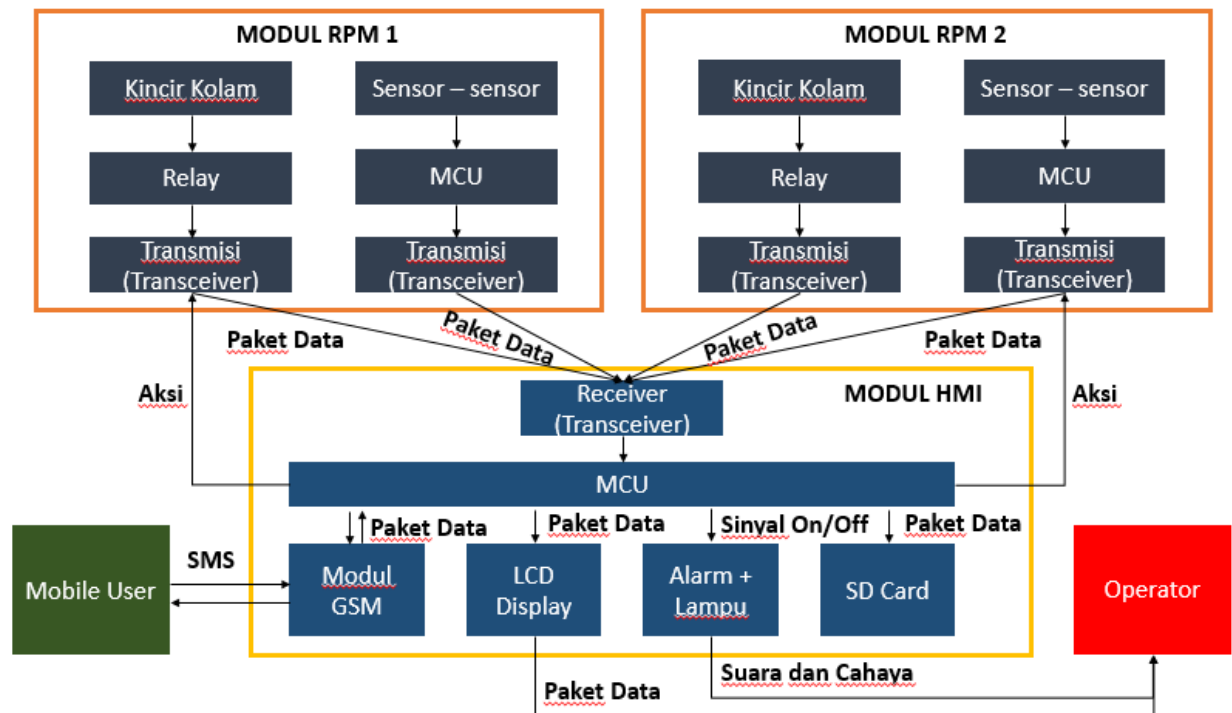 MODUL RPM 1
MODUL RPM 2
Kincir Kolam
Sensor – sensor
Kincir Kolam
Sensor – sensor
Relay
MCU
Relay
MCU
Transmisi
(Transceiver)
Transmisi
(Transceiver)
Transmisi
(Transceiver)
Transmisi
(Transceiver)
Paket Data
Paket Data
Paket Data
Paket Data
Aksi
Receiver
(Transceiver)
MODUL HMI
Aksi
MCU
Paket Data
Paket Data
Sinyal On/Off
Paket Data
SMS
Mobile User
Modul
GSM
LCD
Display
Alarm +
Lampu
SD Card
Operator
Suara dan Cahaya
Paket Data